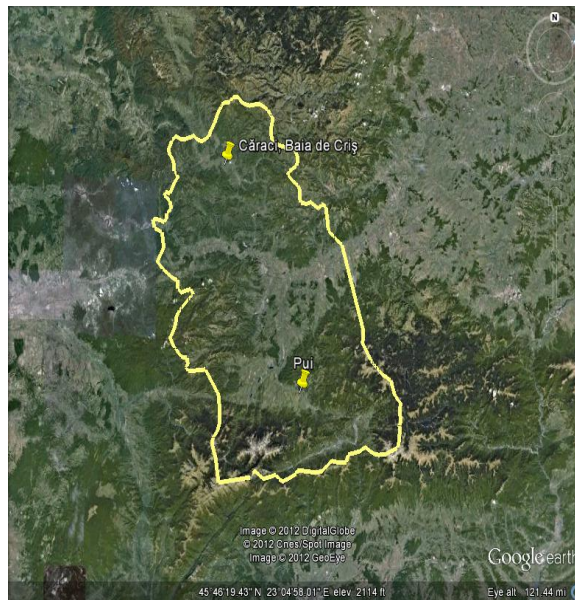 N
Căraci, Baia de Criş
Pui
Image © 2012 DigitalGlobe
© 2012 Cnes/Spot Image
Image © 2012 GeoEye
Google earth
45°46'19.43" N 23°04'58.01" E elev 2114 ft Eye alt 121.44 mi